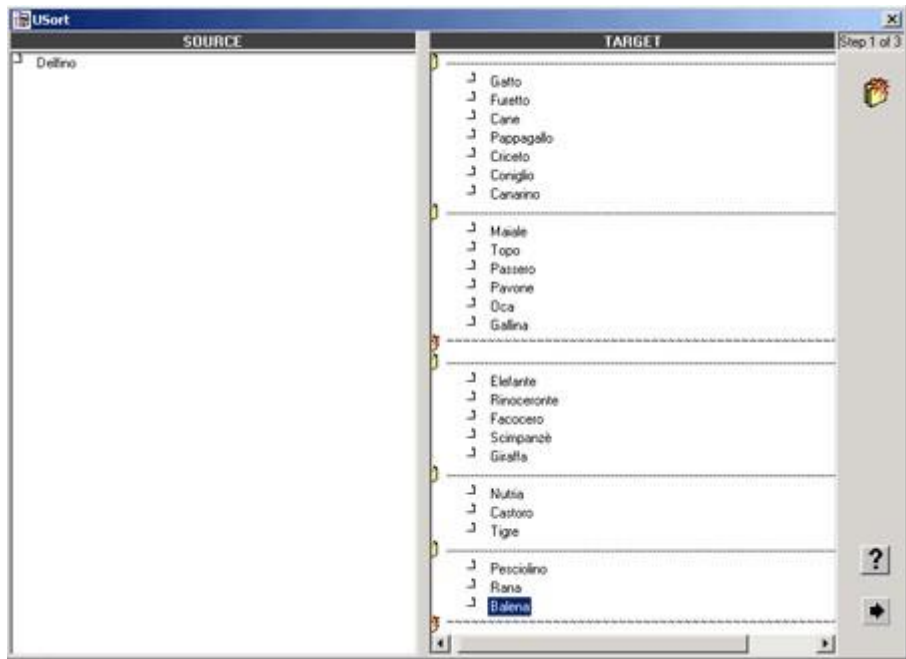 USort
SOURCE
TARGET
Step 1 of 3
Delfino
Gatto
Furetto
Cane
Pappagallo
Criceto
Coniglio
Canarino
Maiale
Topo
Passero
Pavone
Oca
Gallina
Elefante
Rinoceronte
Facocero
Scimpanzè
Giraffa
Nutria
Castoro
Tigre
Pesciolino
Rana
Balena
?